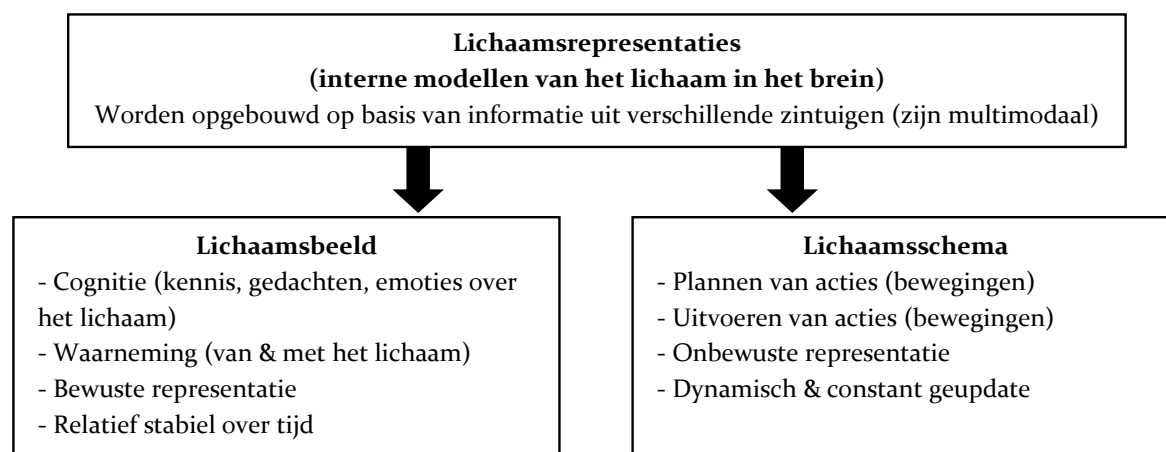 Lichaamsrepresentaties
(interne modellen van het lichaam in het brein)
Worden opgebouwd op basis van informatie uit verschillende zintuigen (zijn multimodaal)
Lichaamsbeeld
- Cognitie (kennis, gedachten, emoties over
het lichaam)
- Waarneming (van & met het lichaam)
- Bewuste representatie
- Relatief stabiel over tijd
Lichaamsschema
- Plannen van acties (bewegingen)
- Uitvoeren van acties (bewegingen)
- Onbewuste representatie
- Dynamisch & constant geupdate